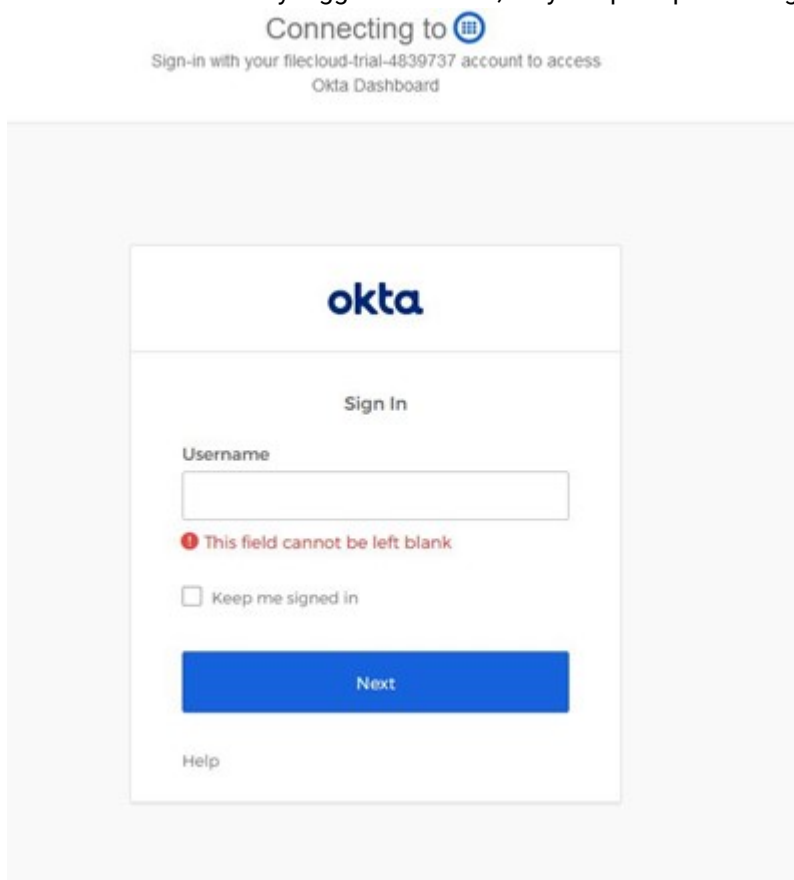 Connecting to
Sign-in with your filecloud-trial-4839737 account to access
Okta Dashboard
okta
Sign In
Username
This field cannot be left blank
Keep me signed in
Next
Help